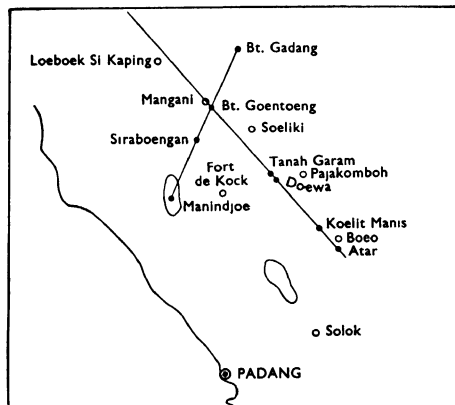 Bt. Gadang
Loeboek Si Kaping
Mangani
Bt. Goentoeng
Soeliki
Siraboengan
Tanah Garam
Fort
de Kock
Pajakomboh
Doewa
Manindjoe
Koelit Manis
Boeo
Atar
Solok
PADANG